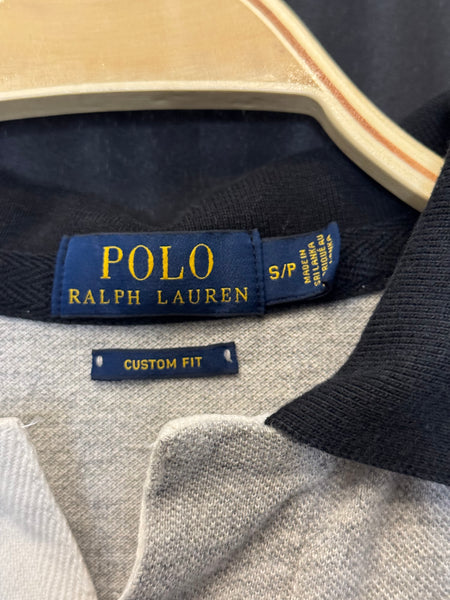 POLO
RALPH LAUREN
S/P
MADE IN
SRI LANKA
CUSTOM FIT